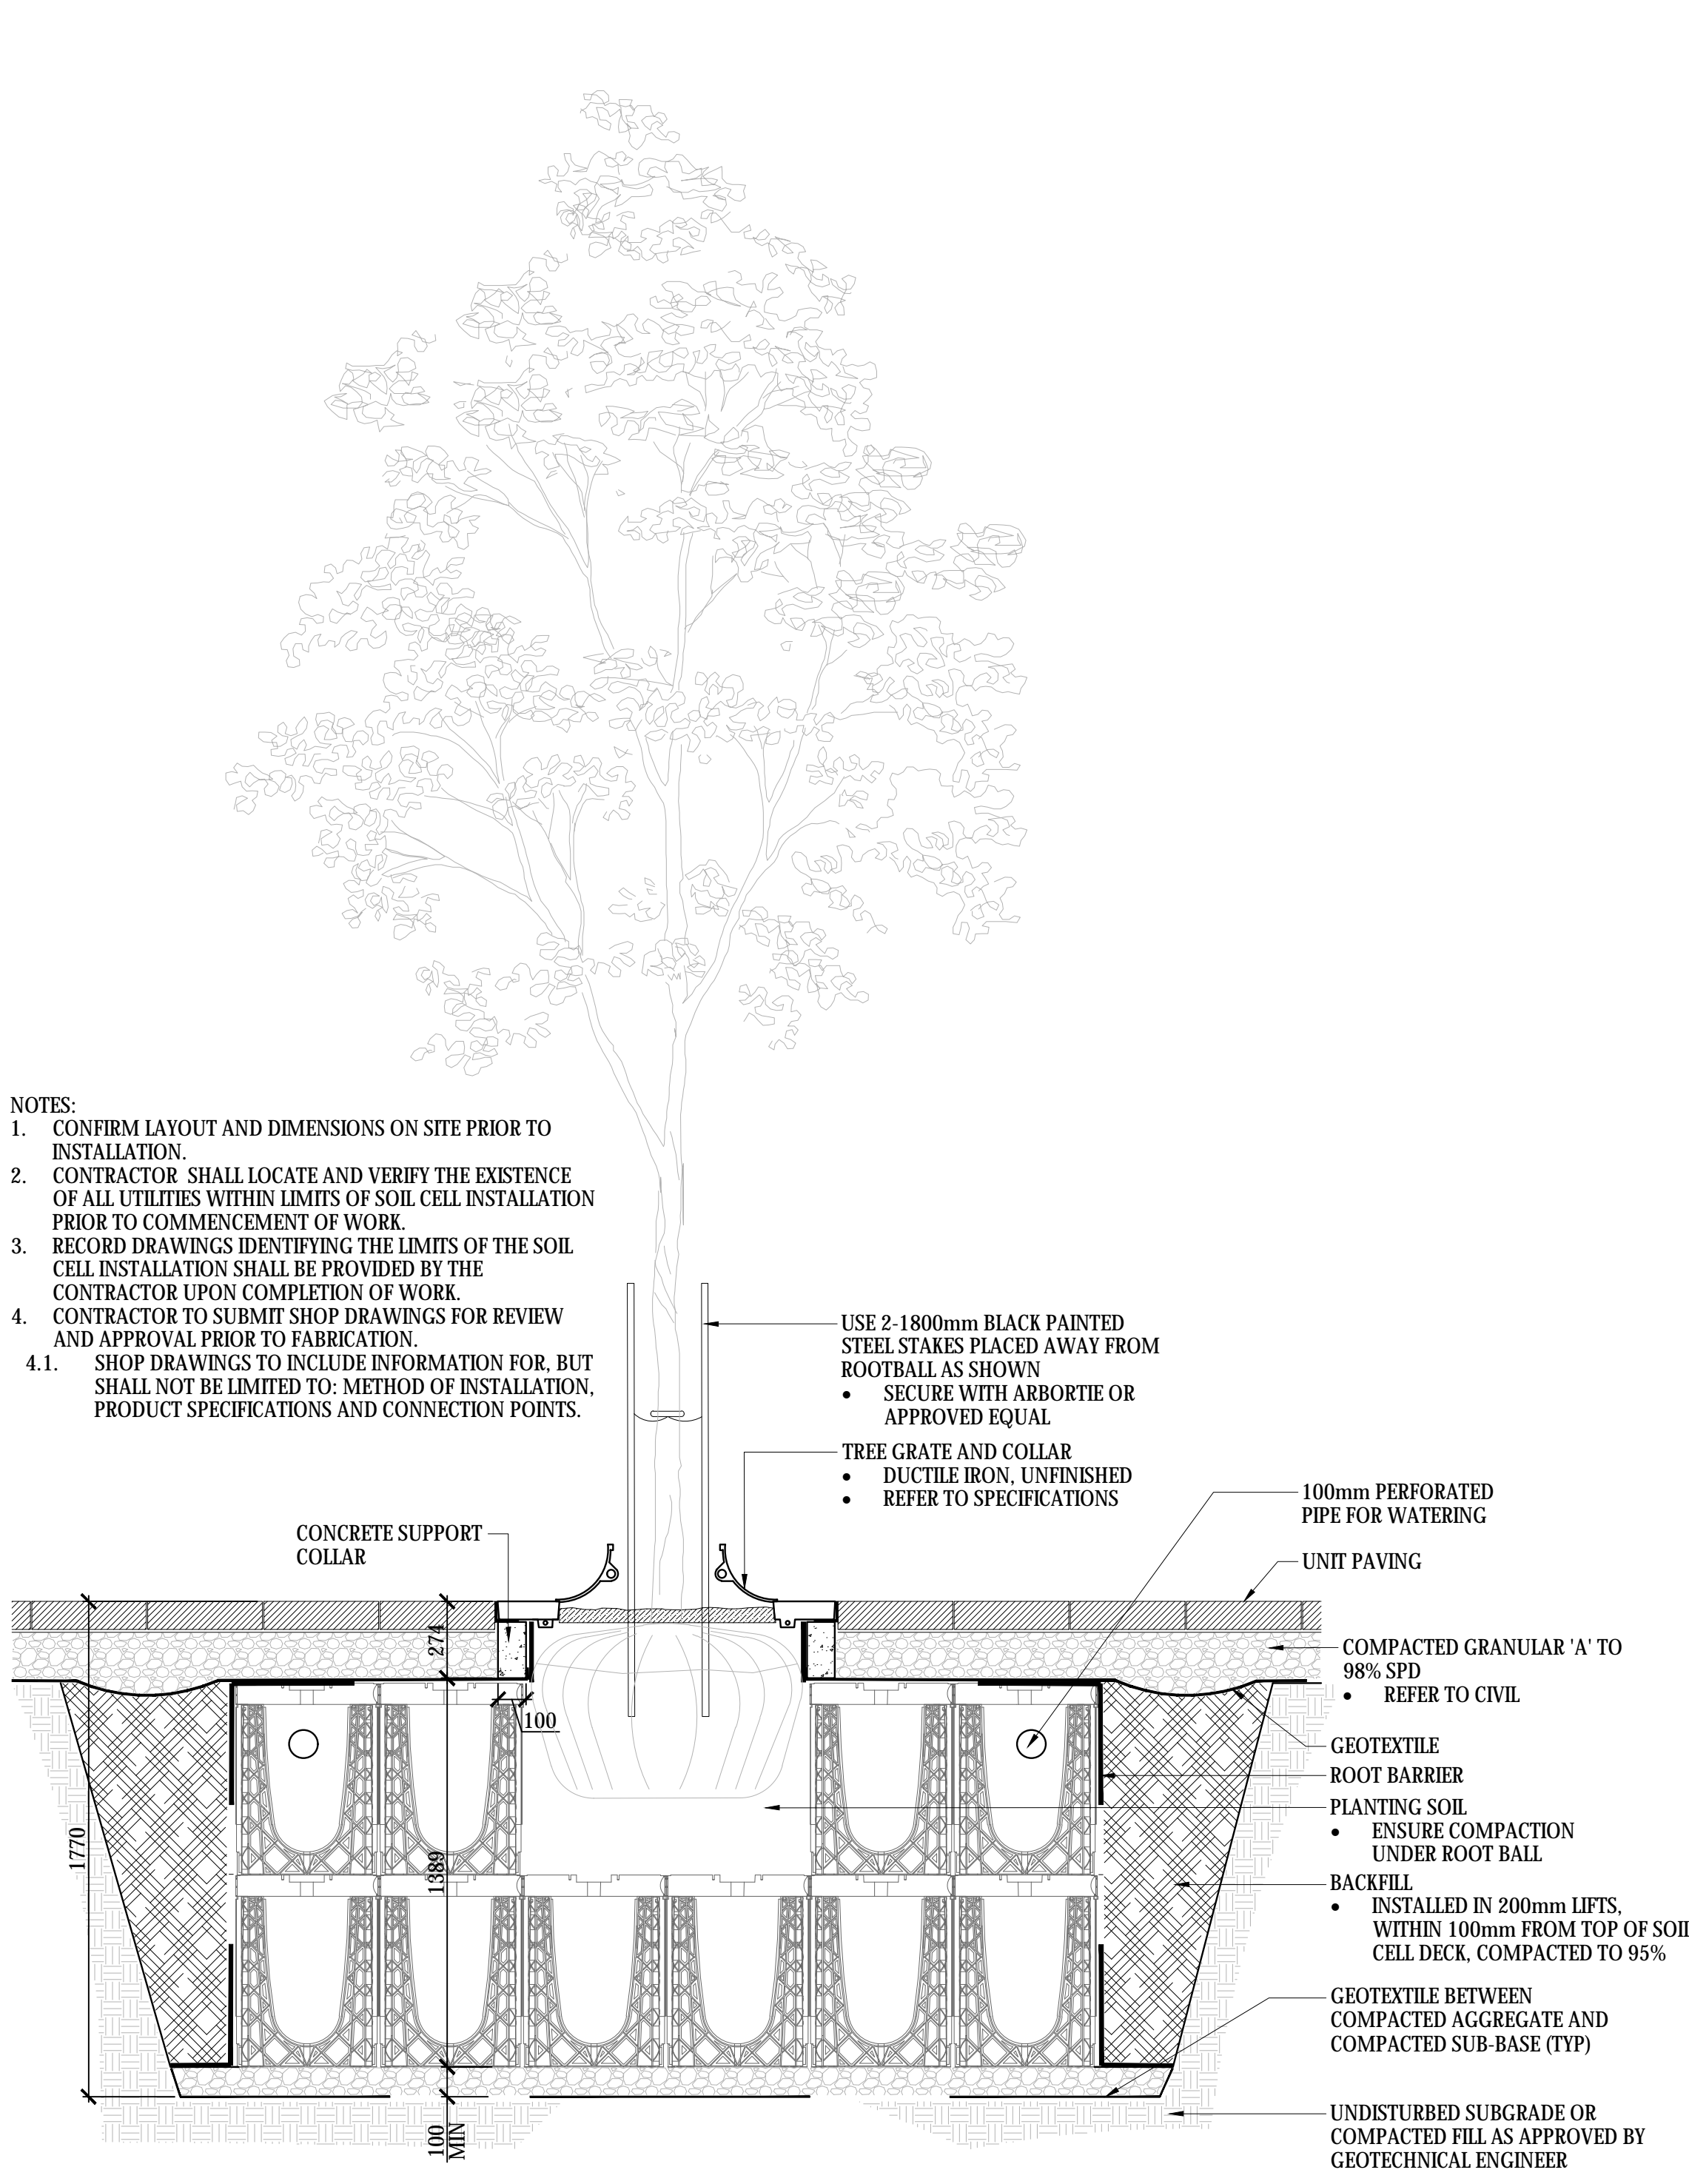 NOTES:
1. CONFIRM LAYOUT AND DIMENSIONS ON SITE PRIOR TO
INSTALLATION.
2. CONTRACTOR SHALL LOCATE AND VERIFY THE EXISTENCE
OF ALL UTILITIES WITHIN LIMITS OF SOIL CELL INSTALLATION
PRIOR TO COMMENCEMENT OF WORK.
3. RECORD DRAWINGS IDENTIFYING THE LIMITS OF THE SOIL
CELL INSTALLATION SHALL BE PROVIDED BY THE
CONTRACTOR UPON COMPLETION OF WORK.
4. CONTRACTOR TO SUBMIT SHOP DRAWINGS FOR REVIEW
AND APPROVAL PRIOR TO FABRICATION.
4.1. SHOP DRAWINGS TO INCLUDE INFORMATION FOR, BUT
SHALL NOT BE LIMITED TO: METHOD OF INSTALLATION,
PRODUCT SPECIFICATIONS AND CONNECTION POINTS.
USE 2-1800mm BLACK PAINTED
STEEL STAKES PLACED AWAY FROM
ROOTBALL AS SHOWN
• SECURE WITH ARBORTIE OR
APPROVED EQUAL
TREE GRATE AND COLLAR
• DUCTILE IRON, UNFINISHED
• REFER TO SPECIFICATIONS
100mm PERFORATED
PIPE FOR WATERING
CONCRETE SUPPORT
COLLAR
UNIT PAVING
COMPACTED GRANULAR 'A' TO
98% SPD
• REFER TO CIVIL
GEOTEXTILE
ROOT BARRIER
PLANTING SOIL
• ENSURE COMPACTION
UNDER ROOT BALL
BACKFILL
• INSTALLED IN 200mm LIFTS,
WITHIN 100mm FROM TOP OF SOIL
CELL DECK, COMPACTED TO 95%
GEOTEXTILE BETWEEN
COMPACTED AGGREGATE AND
COMPACTED SUB-BASE (TYP)
UNDISTURBED SUBGRADE OR
COMPACTED FILL AS APPROVED BY
GEOTECHNICAL ENGINEER
274
100
1770
1389
100
MIN